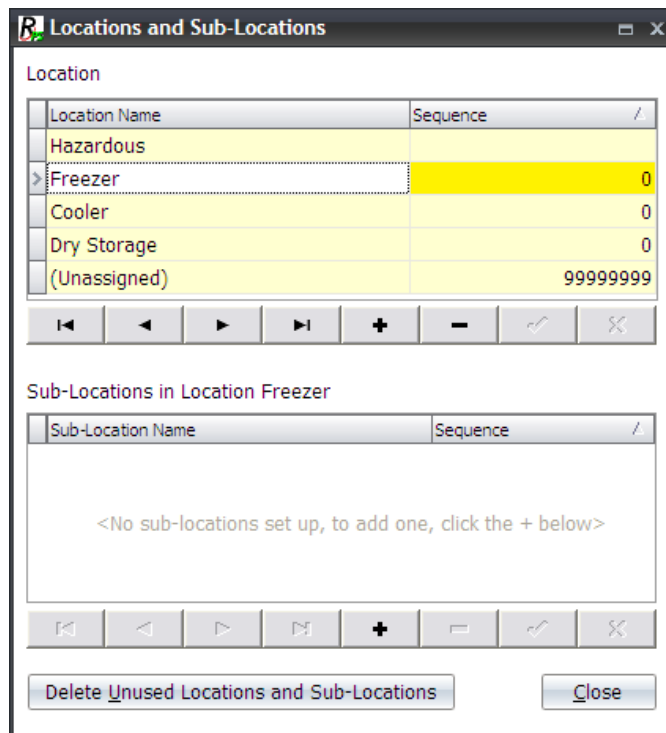 R Locations and Sub-Locations
Location
Location Name Sequence
Hazardous
Freezer 0
Cooler 0
Dry Storage 0
(Unassigned) 99999999
Sub-Locations in Location Freezer
Sub-Location Name Sequence
<No sub-locations set up, to add one, click the + below>
Delete Unused Locations and Sub-Locations Close